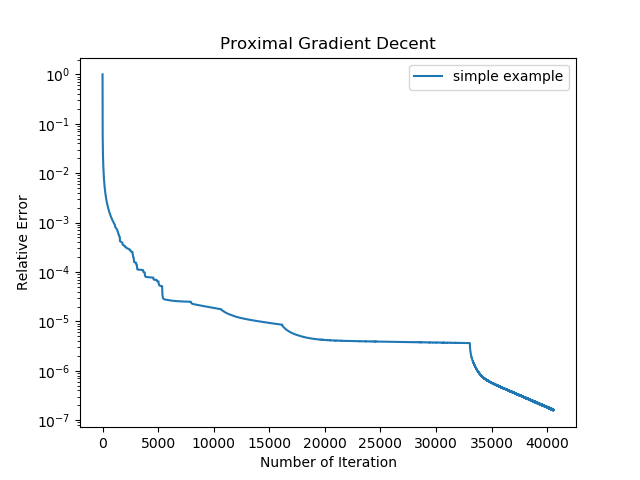 Proximal Gradient Decent
simple example
Relative Error
10⁰
10⁻¹
10⁻²
10⁻³
10⁻⁴
10⁻⁵
10⁻⁶
10⁻⁷
0 5000 10000 15000 20000 25000 30000 35000 40000
Number of Iteration